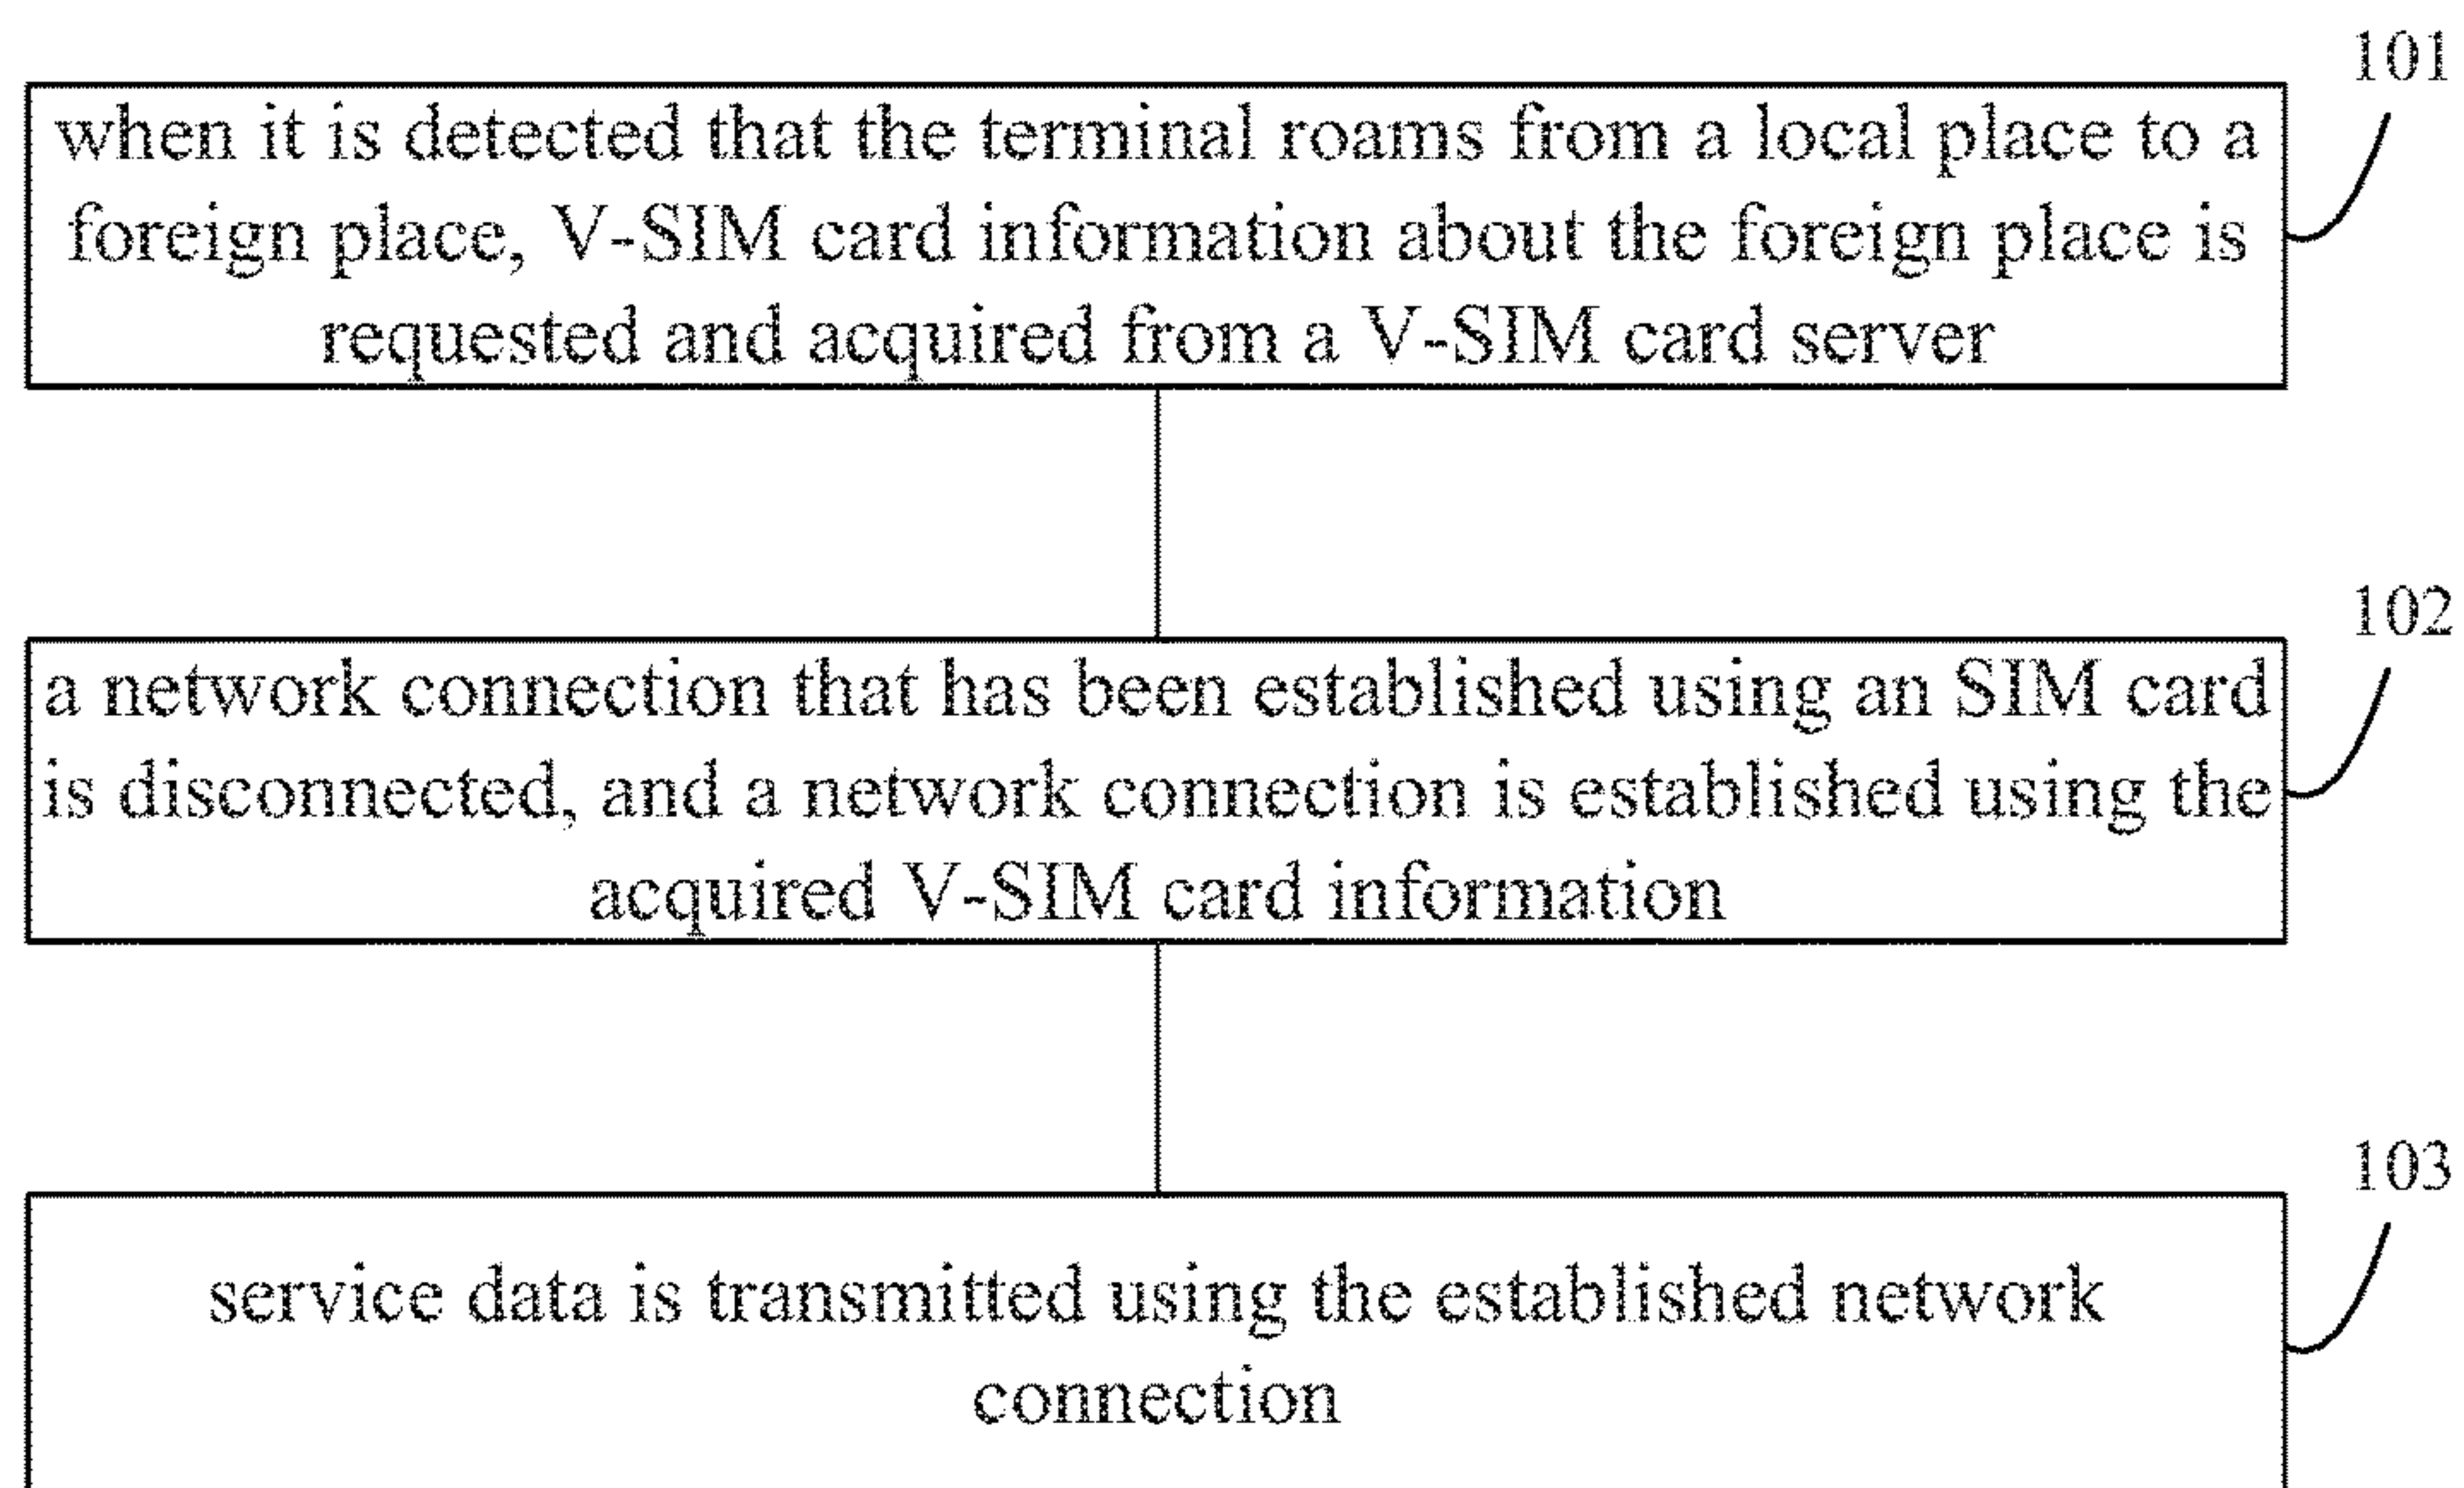 101
when it is detected that the terminal roams from a local place to a
foreign place, V-SIM card information about the foreign place is
requested and acquired from a V-SIM card server
102
a network connection that has been established using an SIM card
is disconnected, and a network connection is established using the
acquired V-SIM card information
103
service data is transmitted using the established network
connection